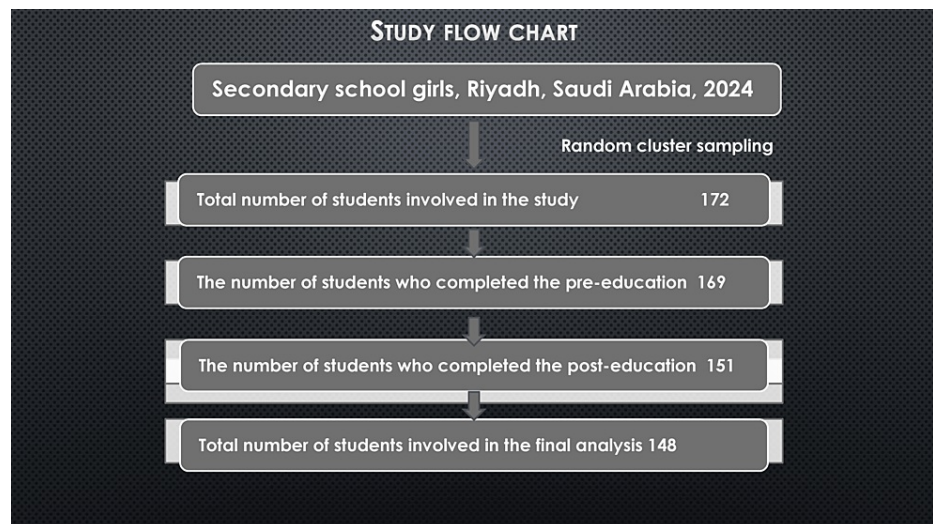 STUDY FLOW CHART
Secondary school girls, Riyadh, Saudi Arabia, 2024
Random cluster sampling
Total number of students involved in the study 172
The number of students who completed the pre-education 169
The number of students who completed the post-education 151
Total number of students involved in the final analysis 148